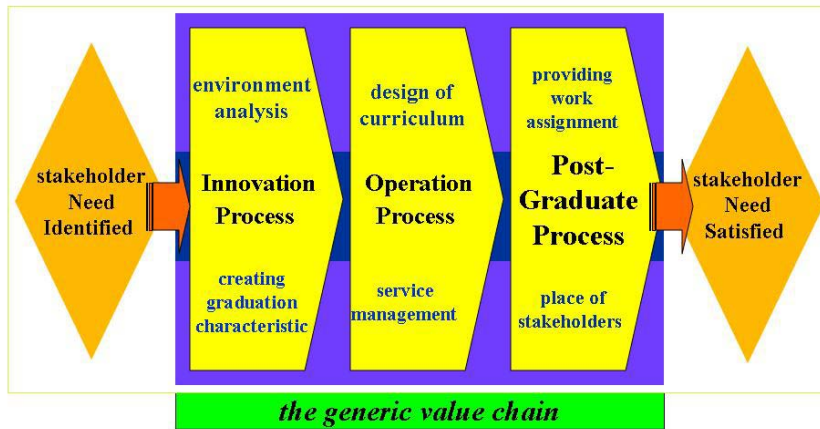 stakeholder
Need
Identified
environment
analysis
Innovation
Process
creating
graduation
characteristic
design of
curriculum
Operation
Process
service
management
providing
work
assignment
Post-
Graduate
Process
place of
stakeholders
stakeholder
Need
Satisfied
the generic value chain